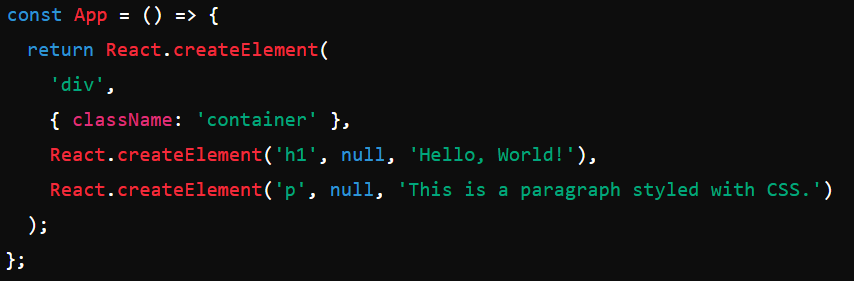 const App = () => {
  return React.createElement(
    'div',
    { className: 'container' },
    React.createElement('h1', null, 'Hello, World!'),
    React.createElement('p', null, 'This is a paragraph styled with CSS.')
  );
};